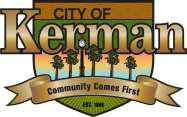 CITY OF
Kerman
Community Comes First
EST. 1946